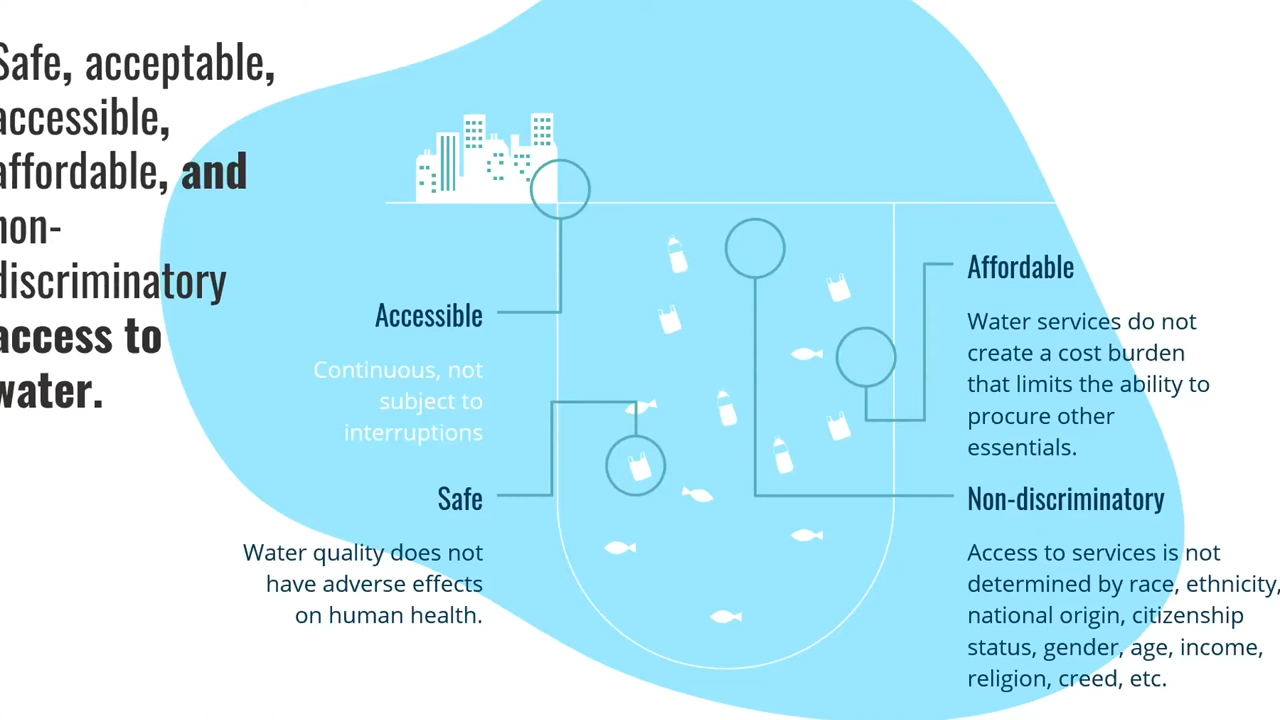 Safe, acceptable,
accessible,
affordable, and
non-
discriminatory
access to
water.
Accessible
Continuous, not
subject to
interruptions
Safe
Water quality does not
have adverse effects
on human health.
Affordable
Water services do not
create a cost burden
that limits the ability to
procure other
essentials.
Non-discriminatory
Access to services is not
determined by race, ethnicity,
national origin, citizenship
status, gender, age, income,
religion, creed, etc.